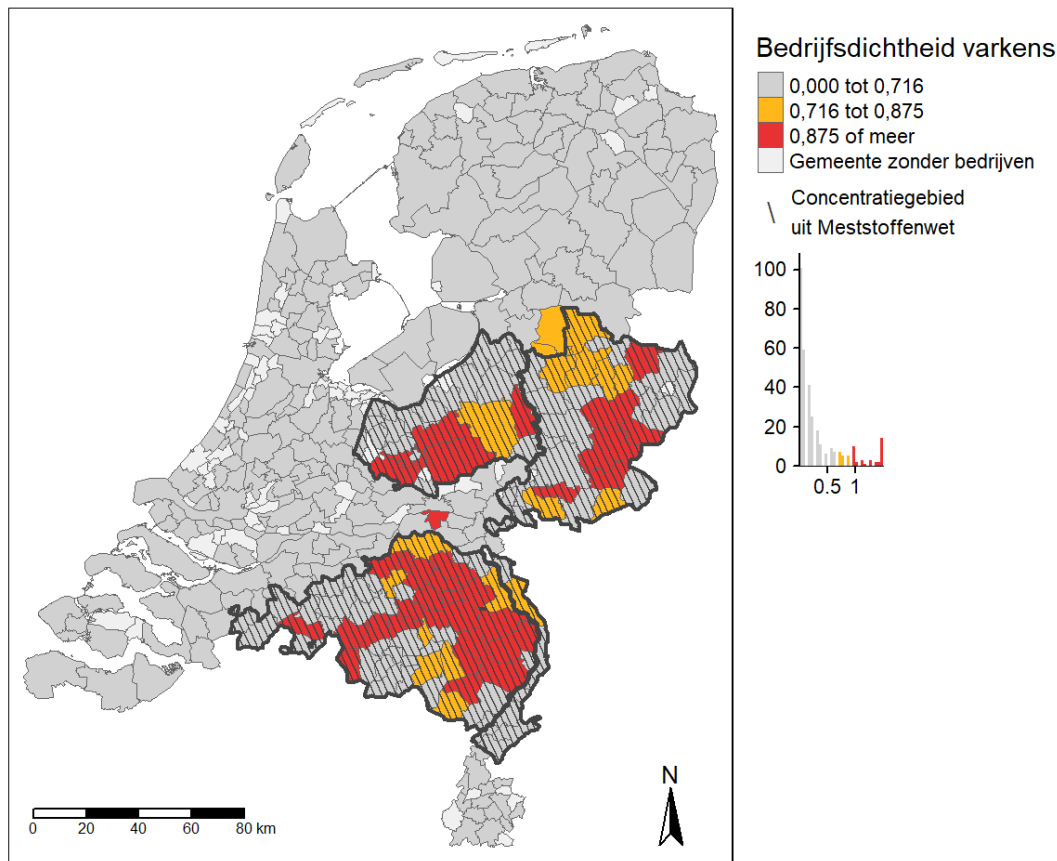 Bedrijfsdichtheid varkens
0,000 tot 0,716
0,716 tot 0,875
0,875 of meer
Gemeente zonder bedrijven
Concentratiegebied
uit Meststoffenwet
100
80
60
40
20
0
0.5 1
N
0 20 40 60 80 km